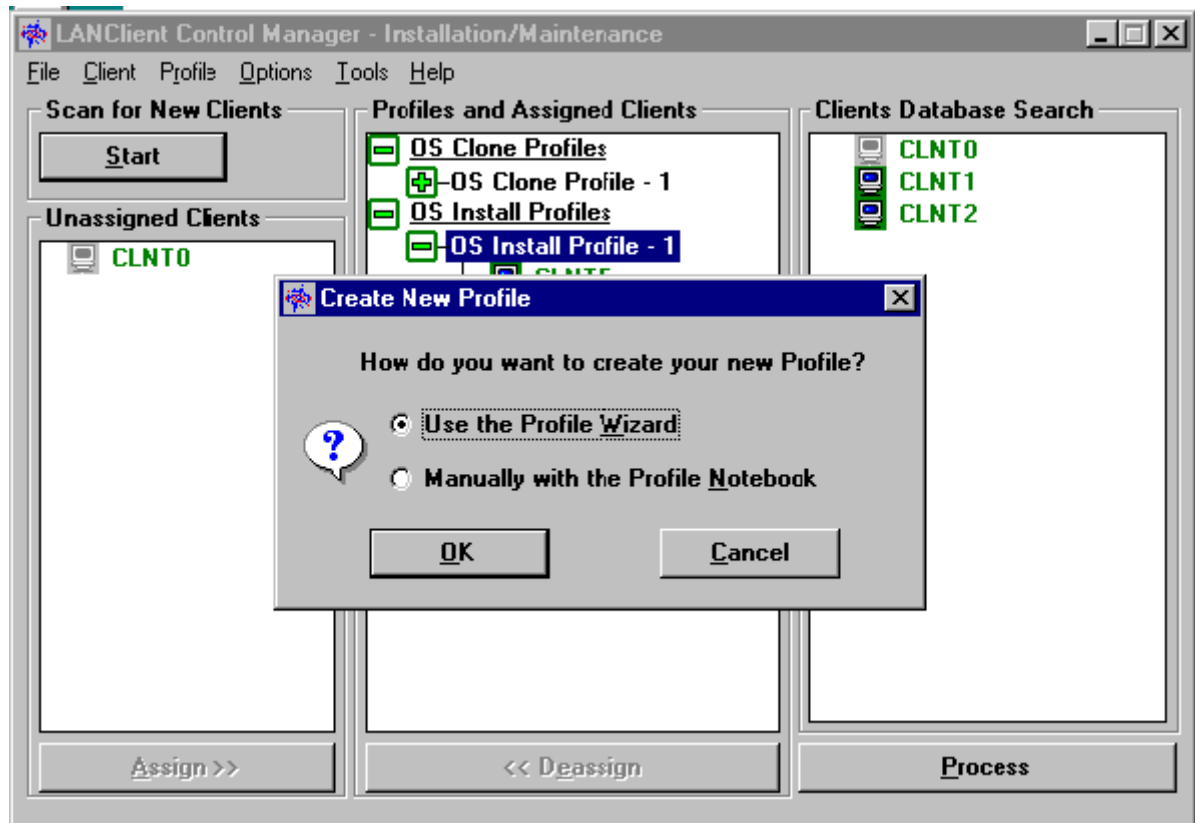 LANClient Control Manager - Installation/Maintenance
File Client Profile Options Tools Help
Scan for New Clients
Start
Unassigned Clients
CLNT0
Assign >>
Profiles and Assigned Clients
OS Clone Profiles
OS Clone Profile - 1
OS Install Profiles
OS Install Profile - 1
<< Deassign
Clients Database Search
CLNT0
CLNT1
CLNT2
Process
Create New Profile
How do you want to create your new Profile?
Use the Profile Wizard
Manually with the Profile Notebook
OK
Cancel